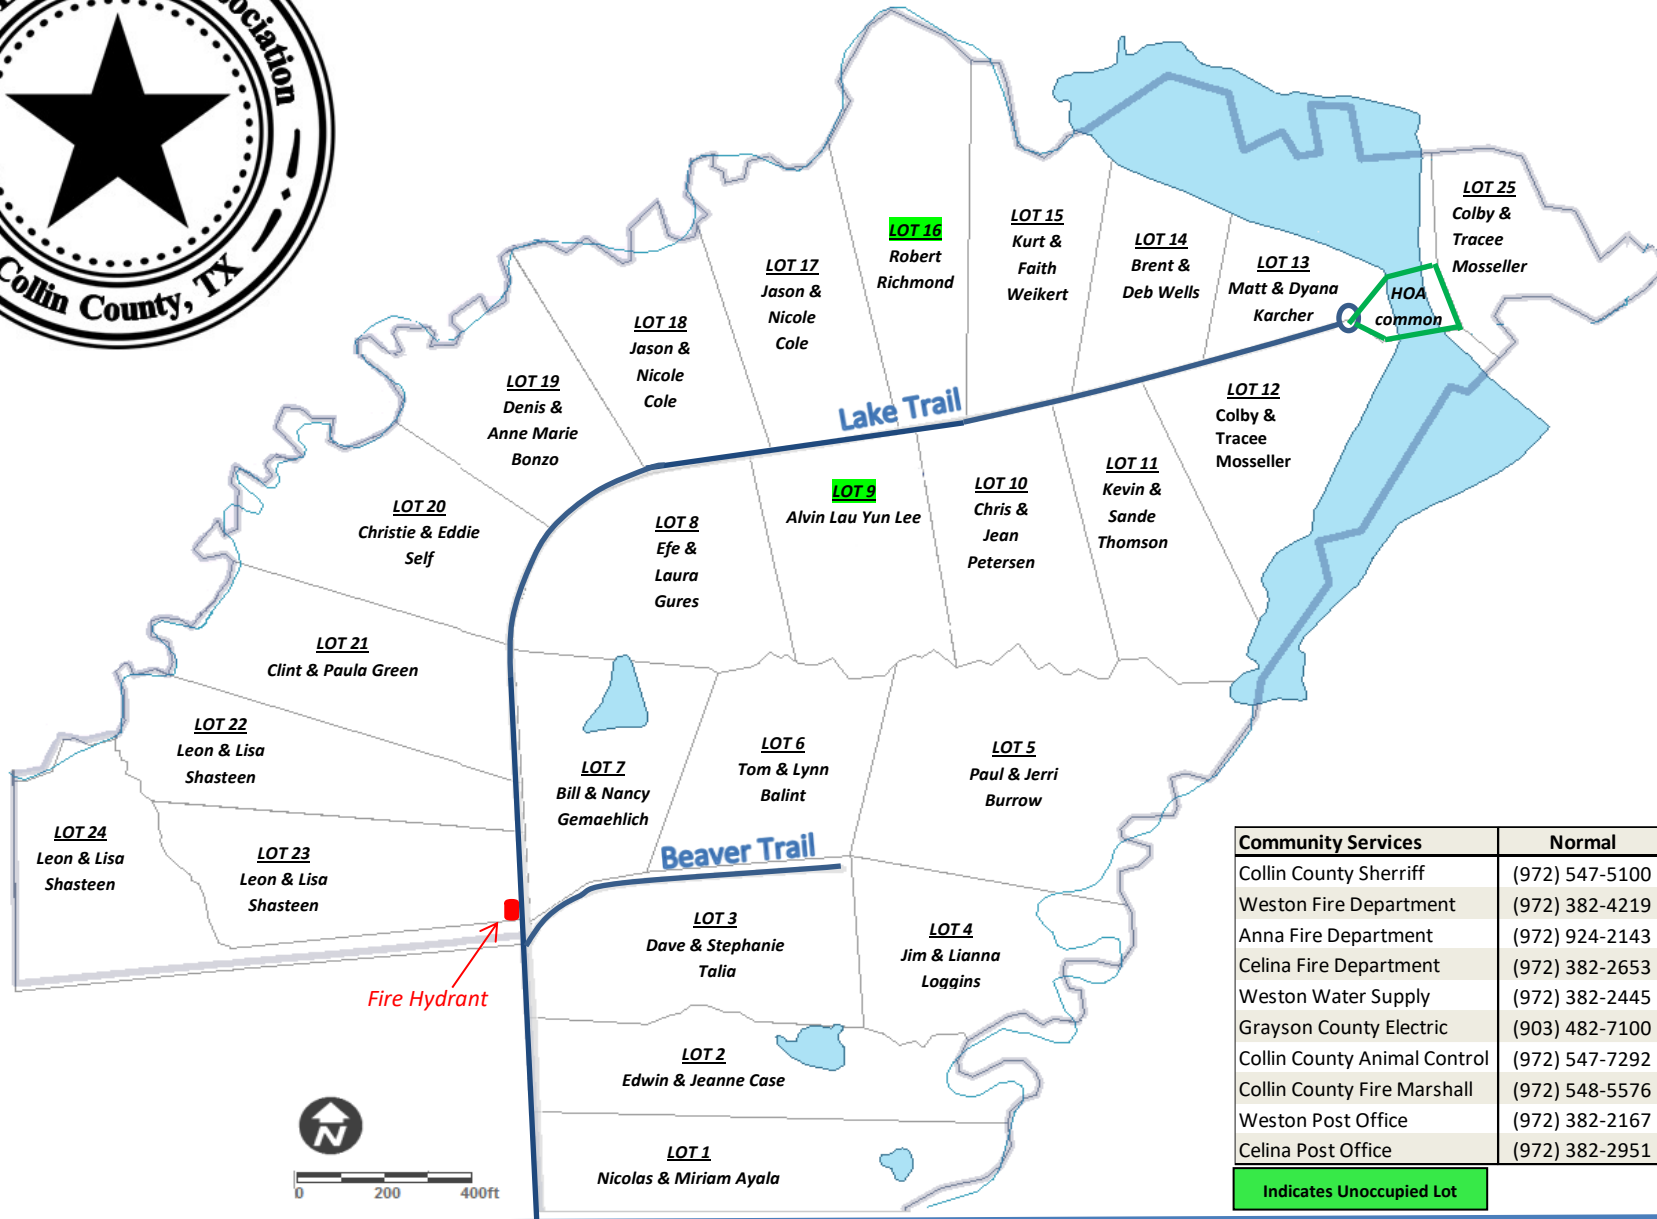 ociation
Collin County, TX
LOT 25
Colby &
Tracee
Mosseller
LOT 16
Robert
Richmond
LOT 15
Kurt &
Faith
Weikert
LOT 14
Brent &
Deb Wells
LOT 13
Matt & Dyana
Karcher
HOA
common
LOT 17
Jason &
Nicole
Cole
LOT 18
Jason &
Nicole
Cole
LOT 19
Denis &
Anne Marie
Bonzo
Lake Trail
LOT 12
Colby &
Tracee
Mosseller
LOT 11
Kevin &
Sande
Thomson
LOT 10
Chris &
Jean
Petersen
LOT 9
Alvin Lau Yun Lee
LOT 8
Efe &
Laura
Gures
LOT 20
Christie & Eddie
Self
LOT 21
Clint & Paula Green
LOT 22
Leon & Lisa
Shasteen
LOT 7
Bill & Nancy
Gemaehlich
LOT 6
Tom & Lynn
Balint
LOT 5
Paul & Jerri
Burrow
LOT 24
Leon & Lisa
Shasteen
LOT 23
Leon & Lisa
Shasteen
Beaver Trail
LOT 3
Dave & Stephanie
Talia
LOT 4
Jim & Lianna
Loggins
Fire Hydrant
LOT 2
Edwin & Jeanne Case
LOT 1
Nicolas & Miriam Ayala
N
0 200 400ft
Community Services Normal
Collin County Sherriff (972) 547-5100
Weston Fire Department (972) 382-4219
Anna Fire Department (972) 924-2143
Celina Fire Department (972) 382-2653
Weston Water Supply (972) 382-2445
Grayson County Electric (903) 482-7100
Collin County Animal Control (972) 547-7292
Collin County Fire Marshall (972) 548-5576
Weston Post Office (972) 382-2167
Celina Post Office (972) 382-2951
Indicates Unoccupied Lot